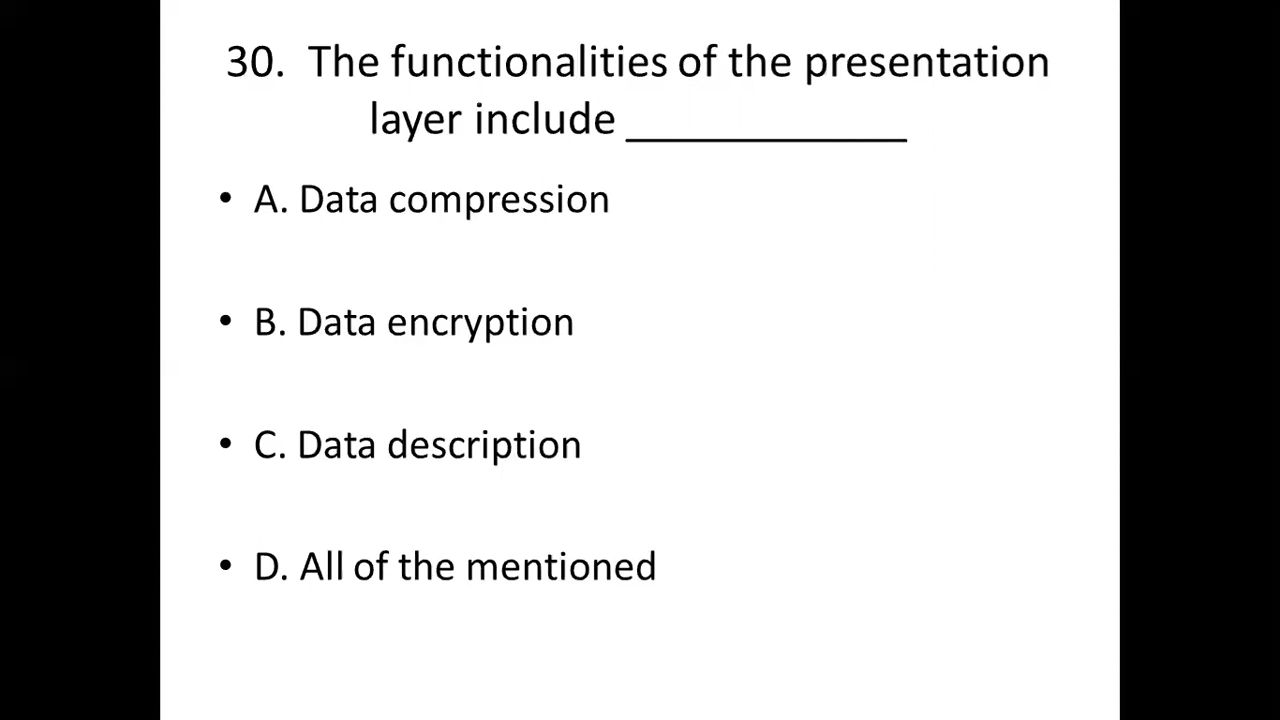 30. The functionalities of the presentation
layer include ____________
• A. Data compression
• B. Data encryption
• C. Data description
• D. All of the mentioned